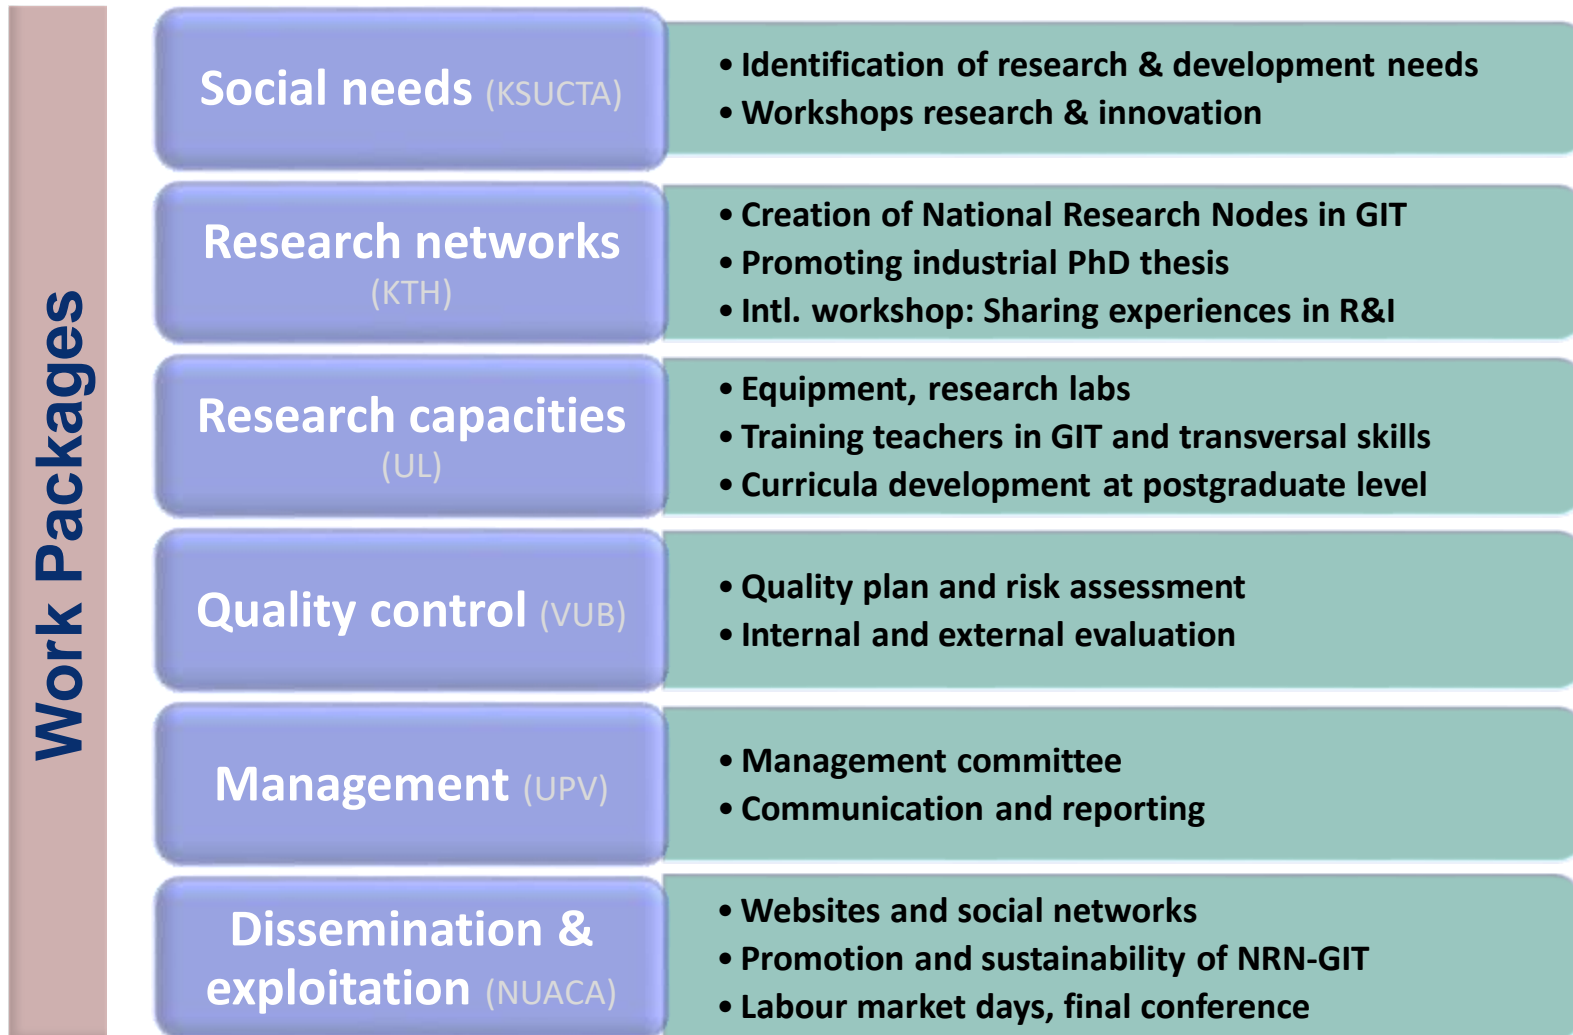 Work Packages
Social needs (KSUCTA)
• Identification of research & development needs
• Workshops research & innovation
Research networks
(KTH)
• Creation of National Research Nodes in GIT
• Promoting industrial PhD thesis
• Intl. workshop: Sharing experiences in R&I
Research capacities
(UL)
• Equipment, research labs
• Training teachers in GIT and transversal skills
• Curricula development at postgraduate level
Quality control (VUB)
• Quality plan and risk assessment
• Internal and external evaluation
Management (UPV)
• Management committee
• Communication and reporting
Dissemination &
exploitation (NUACA)
• Websites and social networks
• Promotion and sustainability of NRN-GIT
• Labour market days, final conference